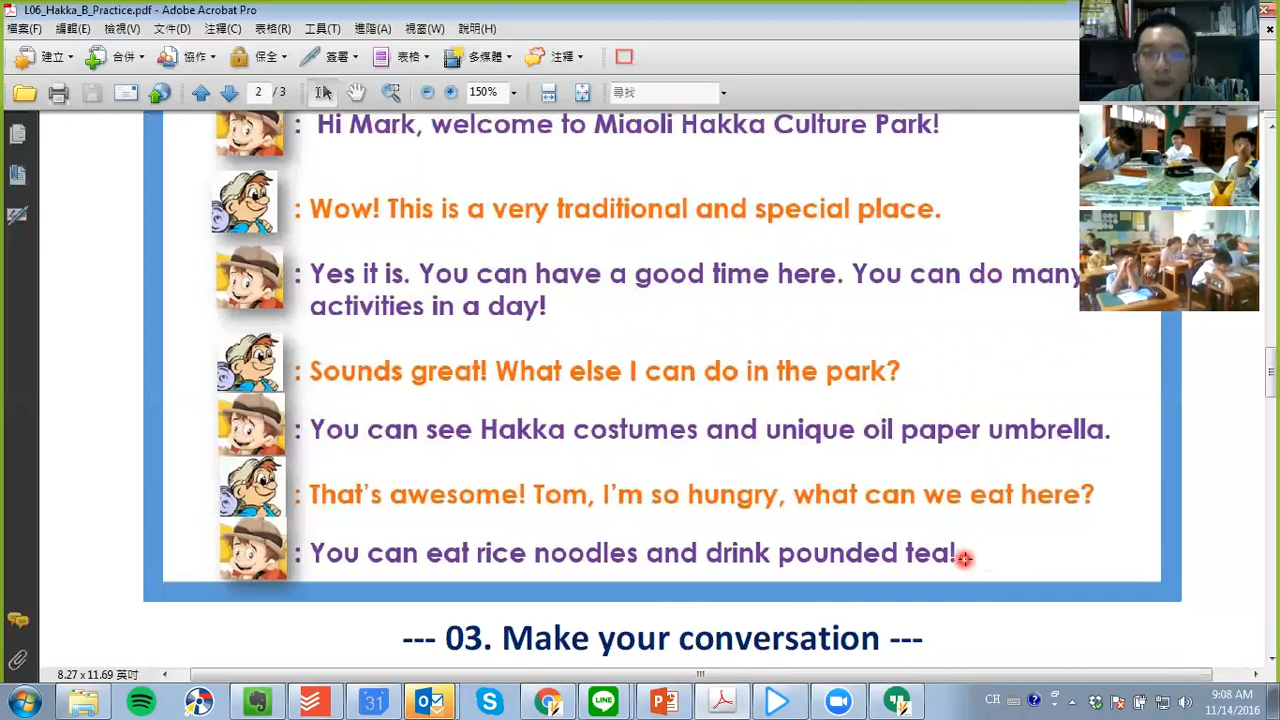 L06_Hakka_B_Practice.pdf - Adobe Acrobat Pro
檔案(F) 編輯(E) 檢視(V) 文件(D) 注釋(C) 表格(R) 工具(T) 進階(A) 視窗(W) 說明(H)
建立 合併 協作 保全 簽署 表格 多媒體 注釋
2 / 3 150% 尋找
: Hi Mark, welcome to Miaoli Hakka Culture Park!
: Wow! This is a very traditional and special place.
: Yes it is. You can have a good time here. You can do many
activities in a day!
: Sounds great! What else I can do in the park?
: You can see Hakka costumes and unique oil paper umbrella.
: That's awesome! Tom, I'm so hungry, what can we eat here?
: You can eat rice noodles and drink pounded tea!
--- 03. Make your conversation ---
8.27 x 11.69 英吋
31
CH
9:08 AM
11/14/2016